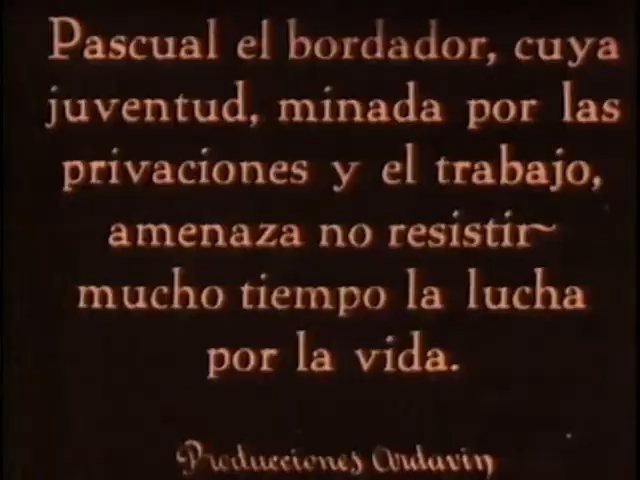 Pascual el bordador, cuya
juventud, minada por las
privaciones y el trabajo,
amenaza no resistir
mucho tiempo la lucha
por la vida.
Producciones Ardavin